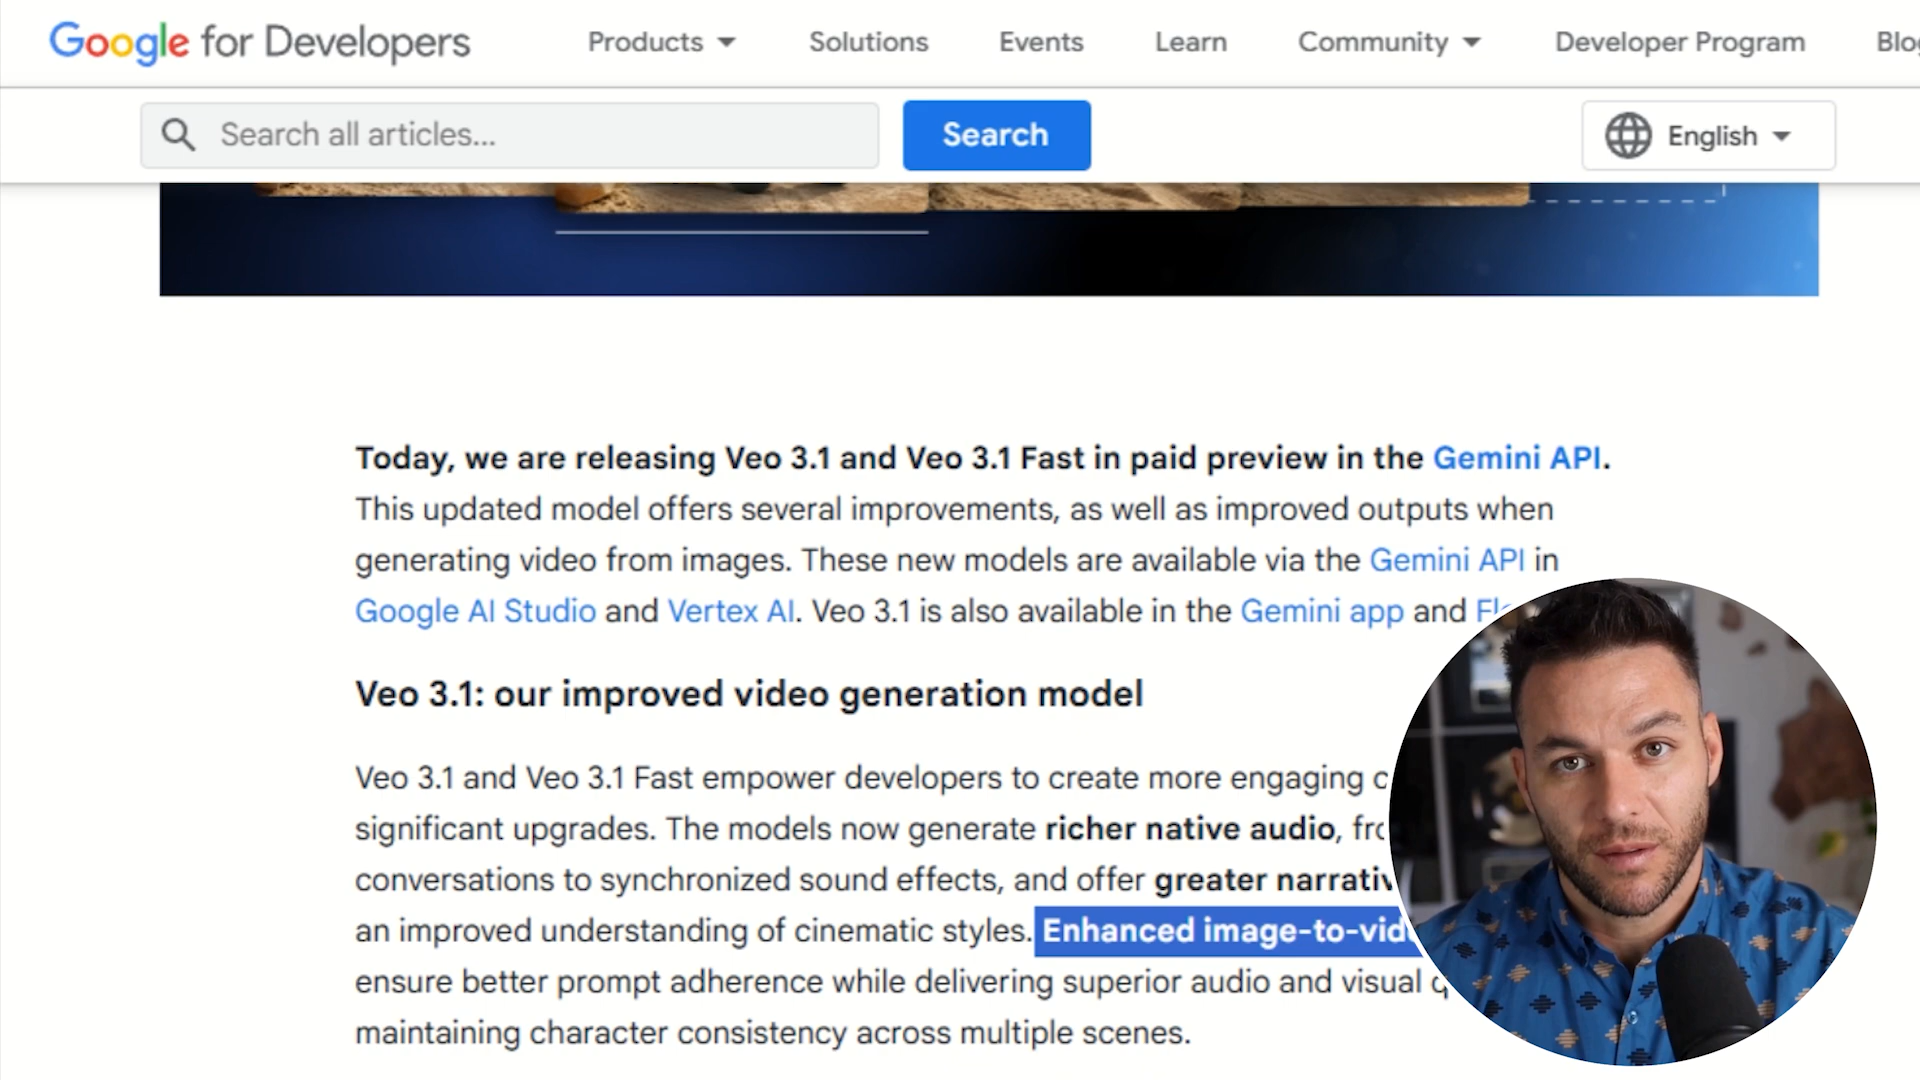 Google for Developers Products Solutions Events Learn Community Developer Program
Search all articles... Search English
Today, we are releasing Veo 3.1 and Veo 3.1 Fast in paid preview in the Gemini API.
This updated model offers several improvements, as well as improved outputs when
generating video from images. These new models are available via the Gemini API in
Google AI Studio and Vertex AI. Veo 3.1 is also available in the Gemini app and
Veo 3.1: our improved video generation model
Veo 3.1 and Veo 3.1 Fast empower developers to create more engaging
significant upgrades. The models now generate richer native audio,
conversations to synchronized sound effects, and offer greater
an improved understanding of cinematic styles. Enhanced
ensure better prompt adherence while delivering superior audio and visual
maintaining character consistency across multiple scenes.